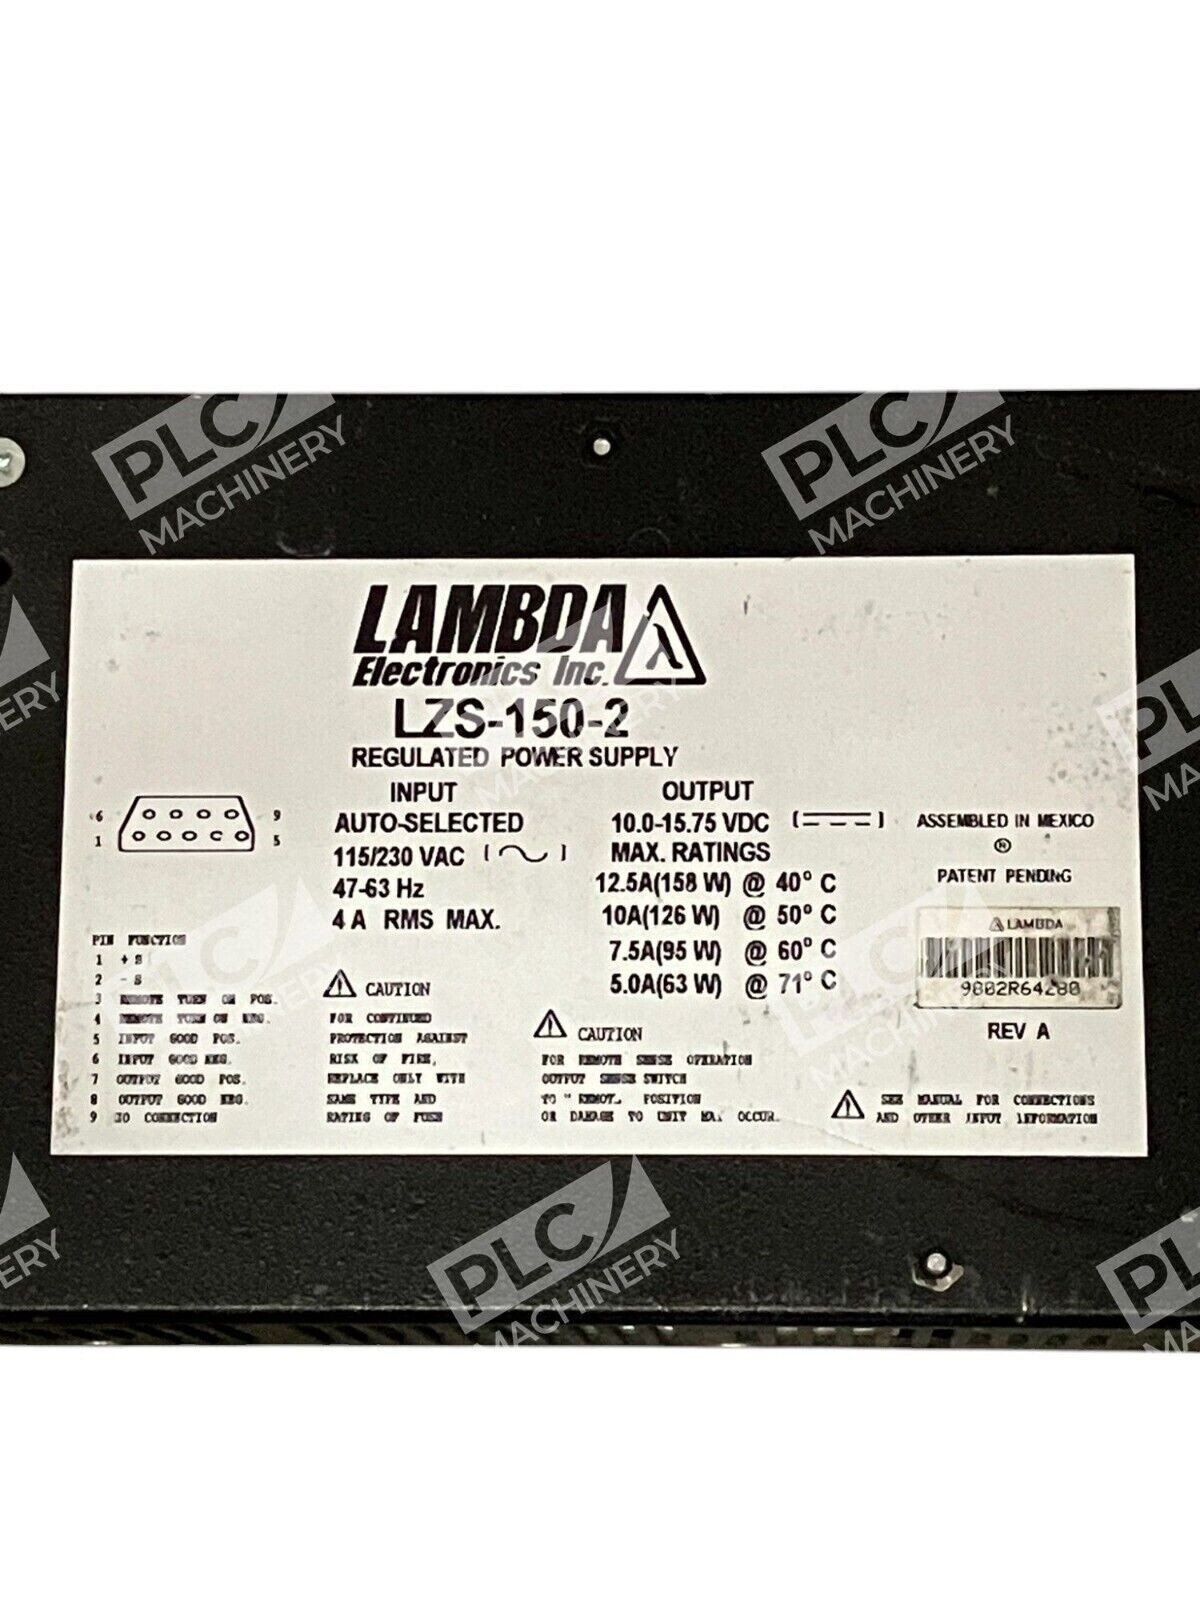 LAMBDA
Electronics Inc.
LZS-150-2
REGULATED POWER SUPPLY
INPUT
AUTO-SELECTED
115/230 VAC
47-63 Hz
4 A RMS MAX.
OUTPUT
10.0-15.75 VDC
MAX. RATINGS
12.5A(158 W) @ 40° C
10A(126 W) @ 50° C
7.5A(95 W) @ 60° C
5.0A(63 W) @ 71° C
ASSEMBLED IN MEXICO
®
PATENT PENDING
LAMBDA
REV A
6 9
1 5
PIN FUNCTION
1 + S
2 - S
3 REMOTE TURN ON POS.
4 REMOTE TURN ON NEG.
5 INPUT GOOD POS.
6 INPUT GOOD NEG.
7 OUTPUT GOOD POS.
8 OUTPUT GOOD NEG.
9 NO CONNECTION
CAUTION
FOR CONTINUED
PROTECTION AGAINST
RISK OF FIRE,
REPLACE ONLY WITH
SAME TYPE AND
RATING OF FUSE
CAUTION
FOR REMOTE SENSE OPERATION
OUTPUT SENSE SWITCH
TO "REMOT. POSITION
OR DAMAGE TO UNIT MAY OCCUR.
SEE MANUAL FOR CONNECTIONS
AND OTHER INPUT INFORMATION
PLC MACHINERY
PLC MACHINERY
PLC MACHINERY